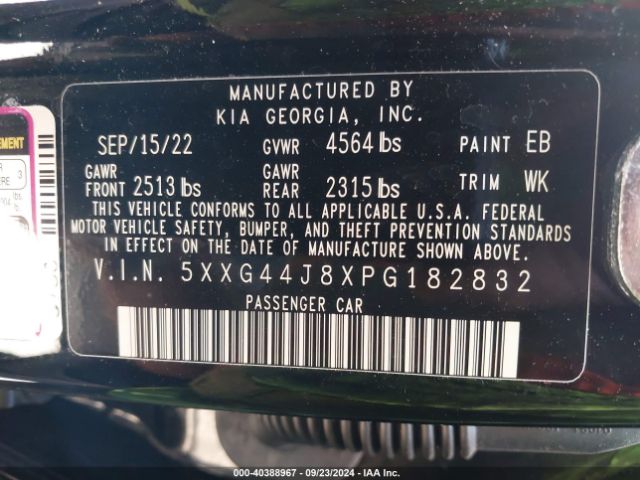 MANUFACTURED BY
KIA GEORGIA, INC.
SEP/15/22 GVWR 4564 lbs PAINT EB
GAWR FRONT 2513 lbs GAWR REAR 2315 lbs TRIM WK
THIS VEHICLE CONFORMS TO ALL APPLICABLE U.S.A. FEDERAL
MOTOR VEHICLE SAFETY, BUMPER, AND THEFT PREVENTION STANDARDS
IN EFFECT ON THE DATE OF MANUFACTURE SHOWN ABOVE.
V.I.N. 5XXG44J8XPG182832
PASSENGER CAR
000-40388967 - 09/23/2024 - IAA Inc.